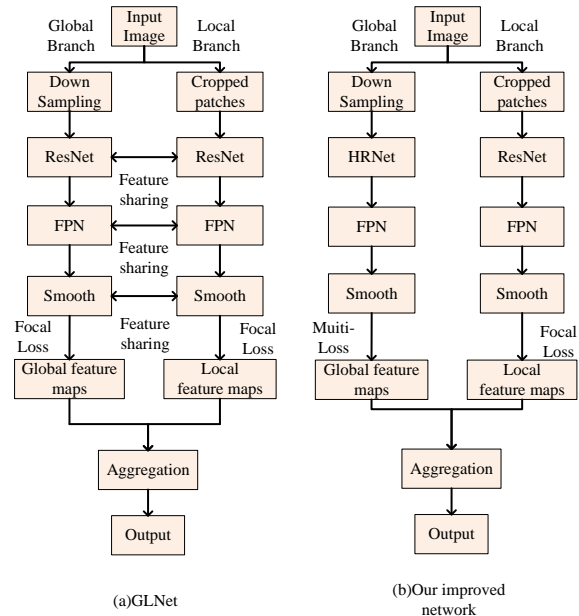 Global
Branch
Input
Image
Local
Branch
Down
Sampling
Cropped
patches
ResNet
ResNet
Feature
sharing
FPN
FPN
Feature
sharing
Smooth
Smooth
Feature
sharing
Focal
Loss
Focal
Loss
Global feature
maps
Local
feature maps
Aggregation
Output
(a)GLNet
Global
Branch
Input
Image
Local
Branch
Down
Sampling
Cropped
patches
HRNet
ResNet
FPN
FPN
Smooth
Smooth
Muiti-
Loss
Focal
Loss
Global feature
maps
Local
feature maps
Aggregation
Output
(b)Our improved
network